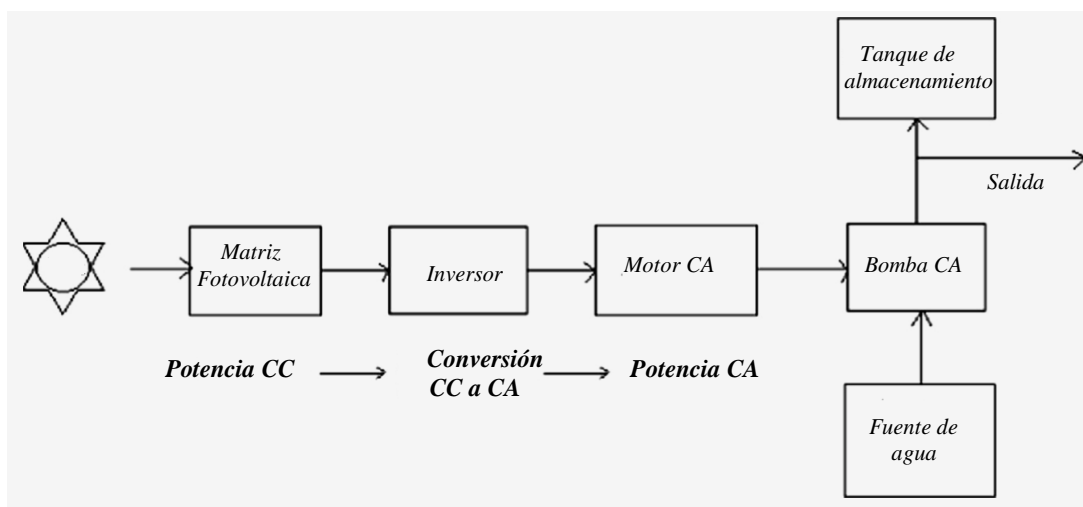 Tanque de
almacenamiento
Salida
Matriz
Fotovoltaica
Inversor
Motor CA
Bomba CA
Potencia CC
Conversión
CC a CA
Potencia CA
Fuente de
agua